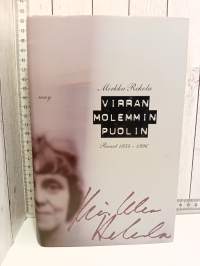 Mirkka Rekola
VIRRAN
MOLEMMIN
PUOLIN
Runot 1954–1996
wsoy
Mirkka Rekola